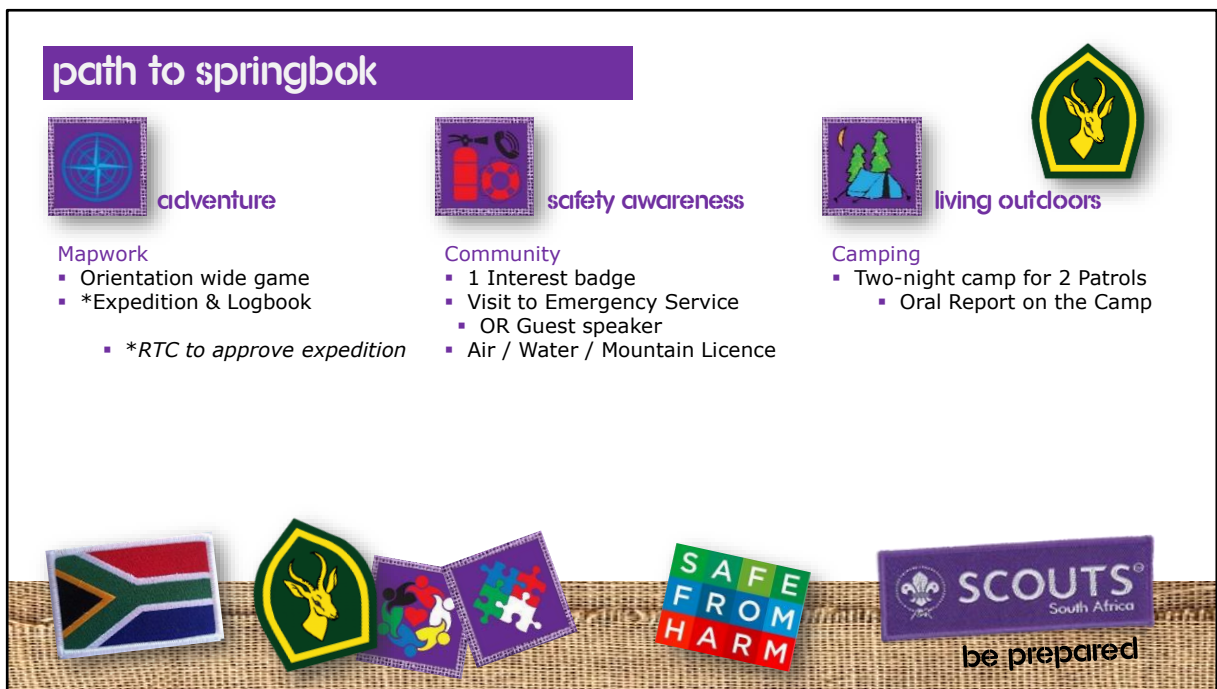 path to springbok
adventure
Mapwork
▪ Orientation wide game
▪ *Expedition & Logbook
▪ *RTC to approve expedition
safety awareness
Community
▪ 1 Interest badge
▪ Visit to Emergency Service
▪ OR Guest speaker
▪ Air / Water / Mountain Licence
living outdoors
Camping
▪ Two-night camp for 2 Patrols
▪ Oral Report on the Camp
SAFE
FROM
HARM
SCOUTS
South Africa
be prepared